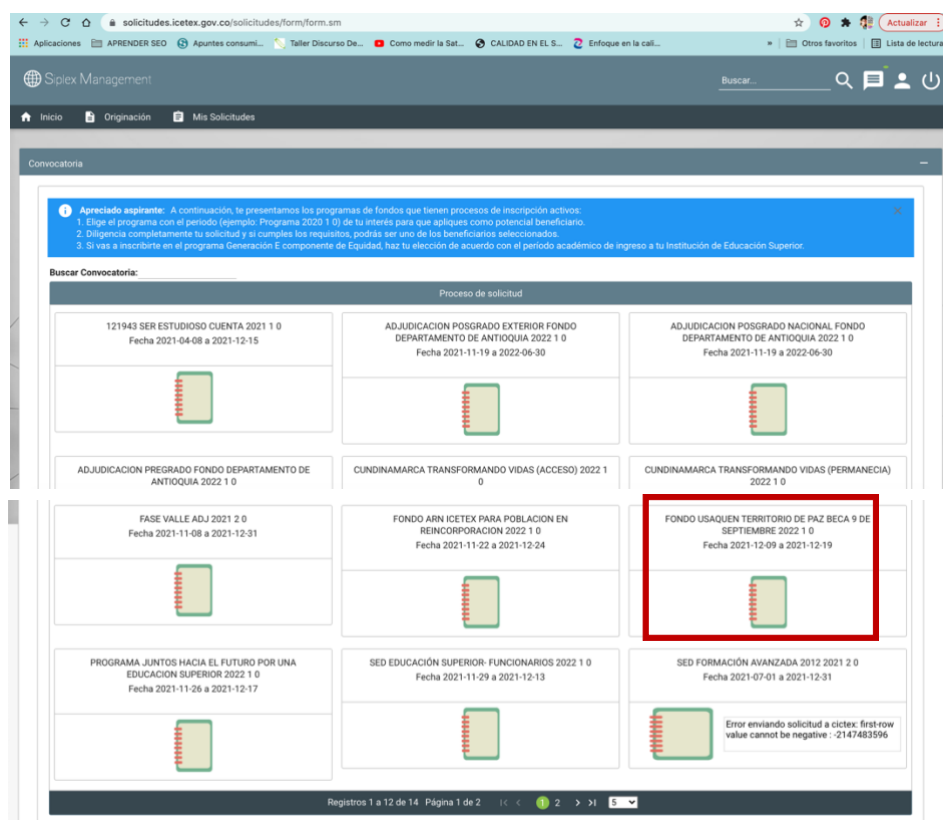 solicitudes.icetex.gov.co/solicitudes/form/form.sm
Actualizar
Aplicaciones APRENDER SEO Apuntes consumi... Taller Discurso De... Como medir la Sat... CALIDAD EN EL S... Enfoque en la cali... » Otros favoritos Lista de lectura
Siplex Management
Buscar...
Inicio Originación Mis Solicitudes
Convocatoria
Apreciado aspirante: A continuación, te presentamos los programas de fondos que tienen procesos de inscripción activos:
1. Elige el programa con el periodo (ejemplo: Programa 2020 1 0) de tu interés para que apliques como potencial beneficiario.
2. Diligencia completamente tu solicitud y si cumples los requisitos, podrás ser uno de los beneficiarios seleccionados.
3. Si vas a inscribirte en el programa Generación E componente de Equidad, haz tu elección de acuerdo con el período académico de ingreso a tu Institución de Educación Superior.
Buscar Convocatoria:
Proceso de solicitud
121943 SER ESTUDIOSO CUENTA 2021 1 0
Fecha 2021-04-08 a 2021-12-15
ADJUDICACION POSGRADO EXTERIOR FONDO
DEPARTAMENTO DE ANTIOQUIA 2022 1 0
Fecha 2021-11-19 a 2022-06-30
ADJUDICACION POSGRADO NACIONAL FONDO
DEPARTAMENTO DE ANTIOQUIA 2022 1 0
Fecha 2021-11-19 a 2022-06-30
ADJUDICACION PREGRADO FONDO DEPARTAMENTO DE
ANTIOQUIA 2022 1 0
CUNDINAMARCA TRANSFORMANDO VIDAS (ACCESO) 2022 1
0
CUNDINAMARCA TRANSFORMANDO VIDAS (PERMANECIA)
2022 1 0
FASE VALLE ADJ 2021 2 0
Fecha 2021-11-08 a 2021-12-31
FONDO ARN ICETEX PARA POBLACION EN
REINCORPORACION 2022 1 0
Fecha 2021-11-22 a 2021-12-24
FONDO USAQUEN TERRITORIO DE PAZ BECA 9 DE
SEPTIEMBRE 2022 1 0
Fecha 2021-12-09 a 2021-12-19
PROGRAMA JUNTOS HACIA EL FUTURO POR UNA
EDUCACION SUPERIOR 2022 1 0
Fecha 2021-11-26 a 2021-12-17
SED EDUCACIÓN SUPERIOR- FUNCIONARIOS 2022 1 0
Fecha 2021-11-29 a 2021-12-13
SED FORMACIÓN AVANZADA 2012 2021 2 0
Fecha 2021-07-01 a 2021-12-31
Error enviando solicitud a cictex: first-row
value cannot be negative : -2147483596
Registros 1 a 12 de 14 Página 1 de 2 1 2 5